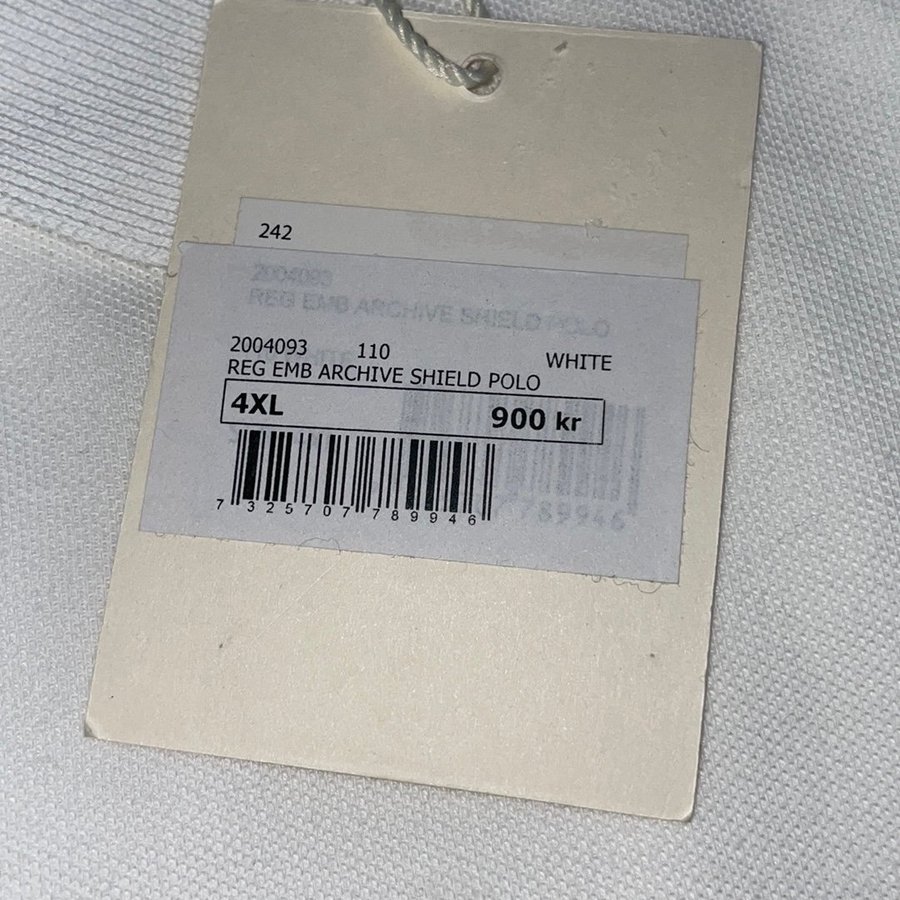 242
2004093
REG EMB ARCHIVE SHIELD POLO
2004093 110 WHITE
REG EMB ARCHIVE SHIELD POLO
4XL 900 kr
7 325707 789946
789946